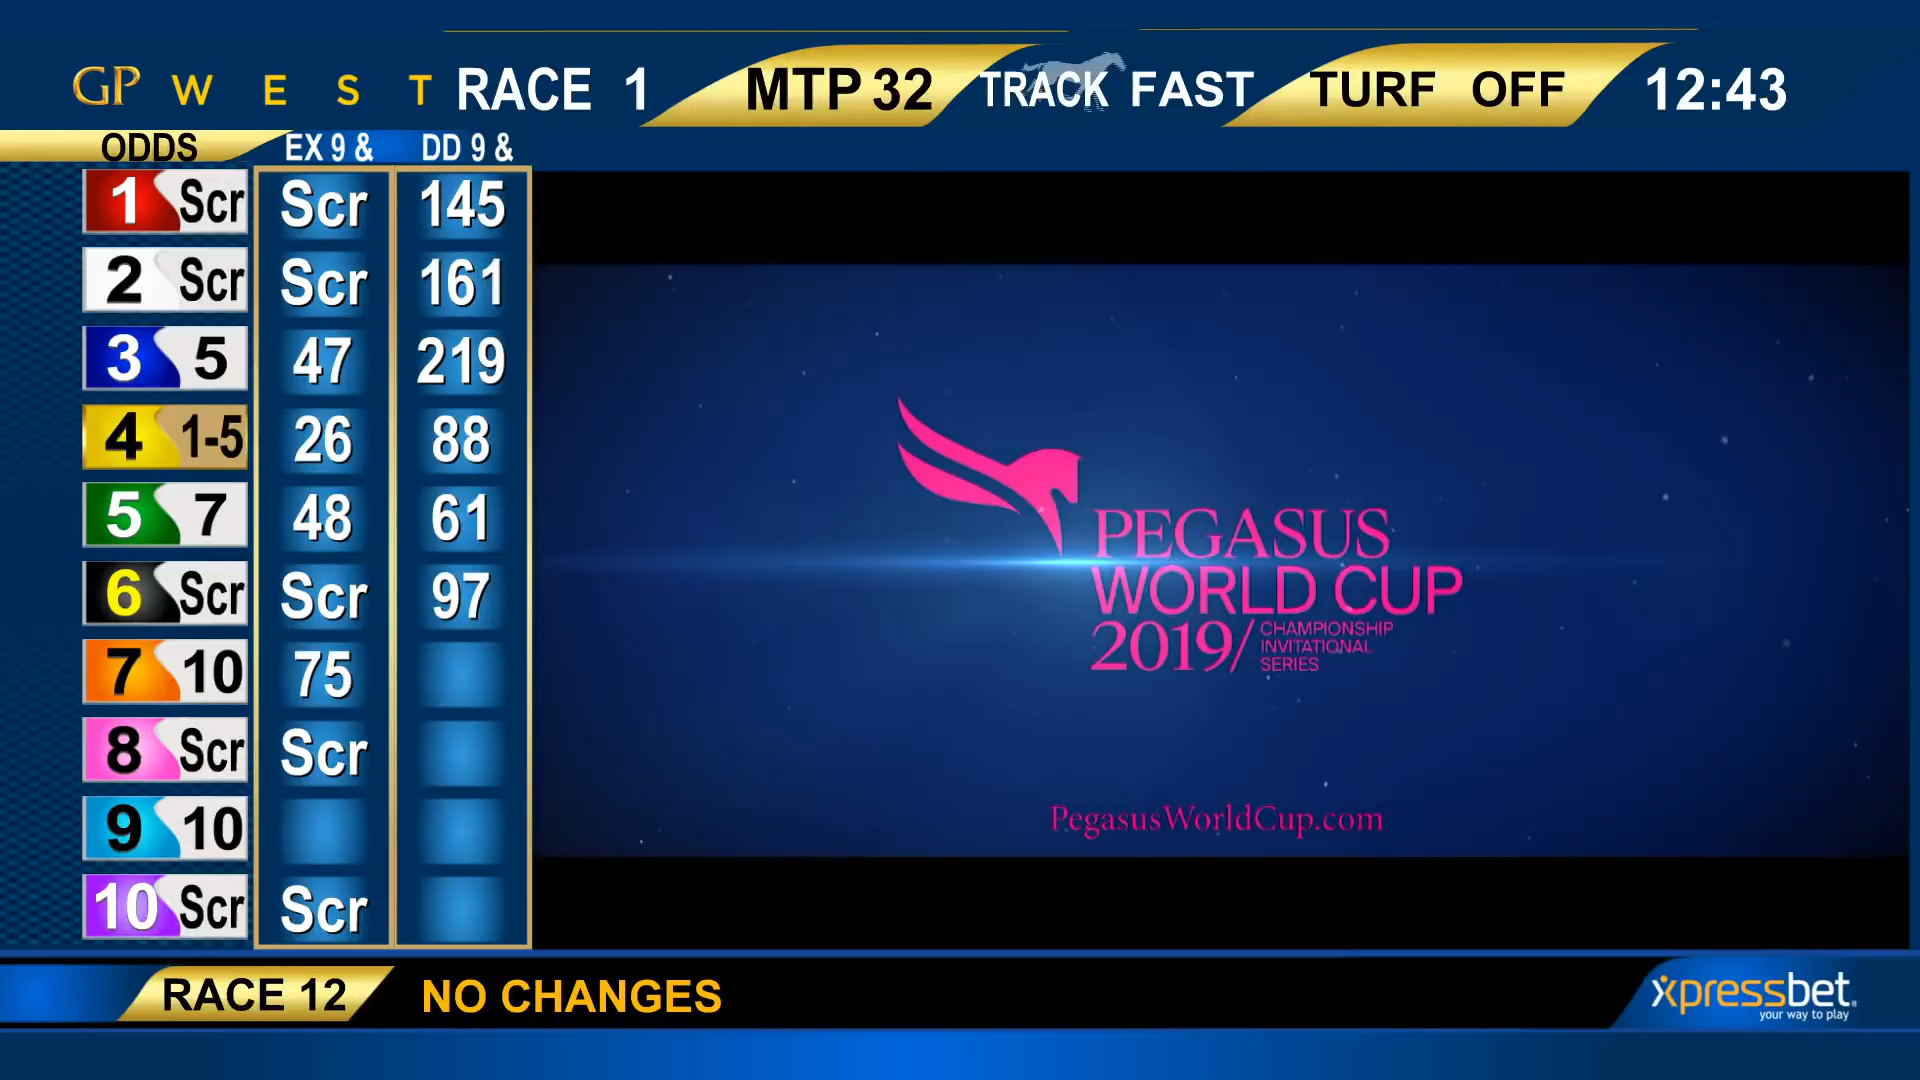 GP WEST RACE 1 MTP 32 TRACK FAST TURF OFF 12:43
ODDS EX 9 & DD 9 &
1 Scr Scr 145
2 Scr Scr 161
3 5 47 219
4 1-5 26 88
5 7 48 61
6 Scr Scr 97
7 10 75
8 Scr Scr
9 10
10 Scr Scr
PEGASUS
WORLD CUP
2019/ CHAMPIONSHIP
INVITATIONAL
SERIES
PegasusWorldCup.com
RACE 12 NO CHANGES
xpressbet
your way to play